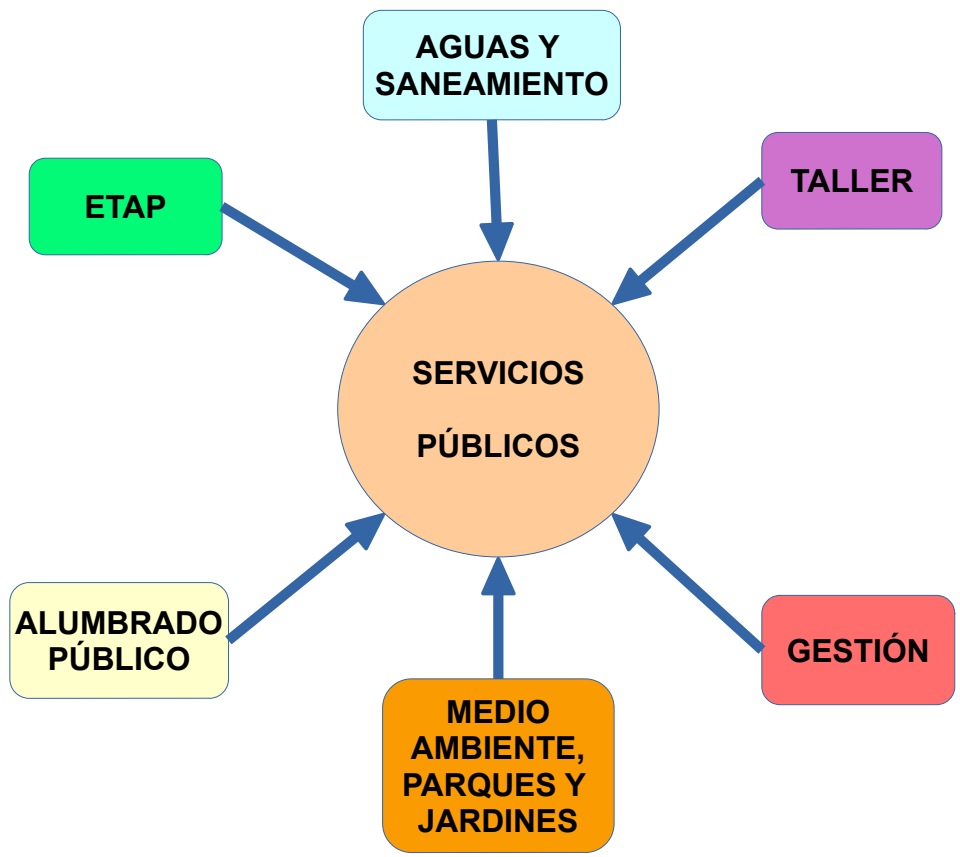 AGUAS Y
SANEAMIENTO
TALLER
ETAP
SERVICIOS
PÚBLICOS
ALUMBRADO
PÚBLICO
GESTIÓN
MEDIO
AMBIENTE,
PARQUES Y
JARDINES